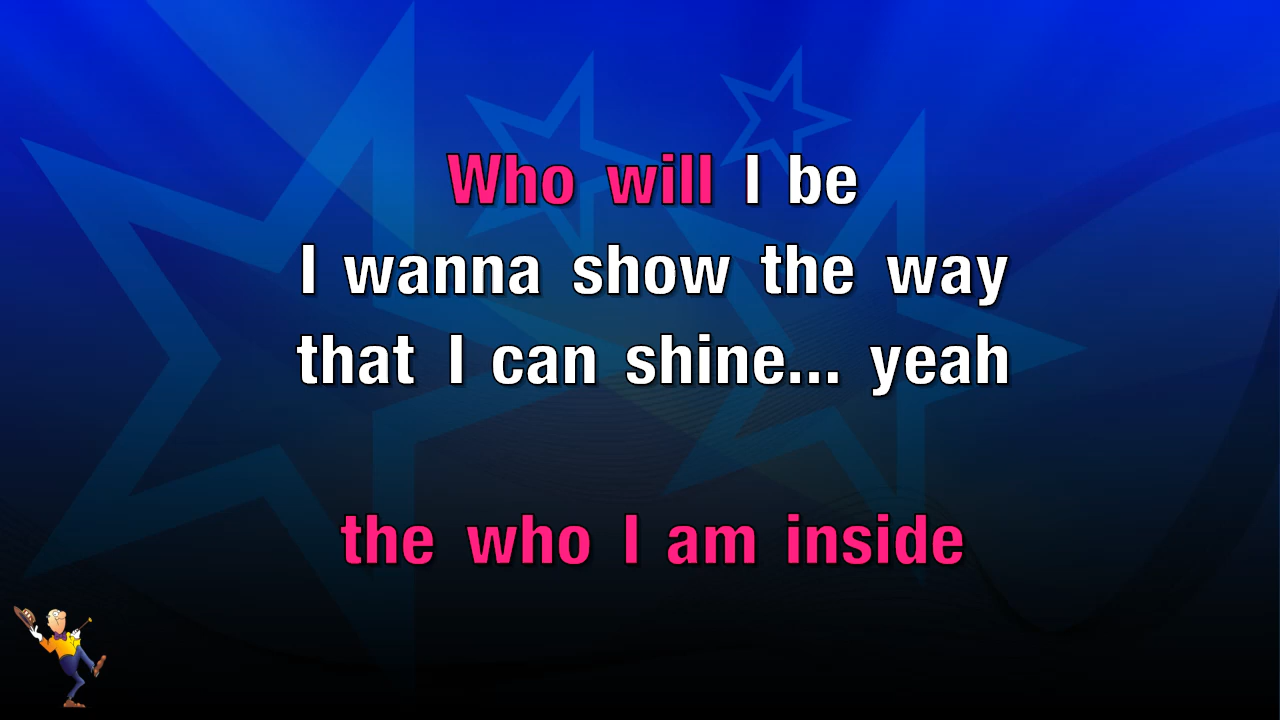 Who will I be
I wanna show the way
that I can shine... yeah
the who I am inside